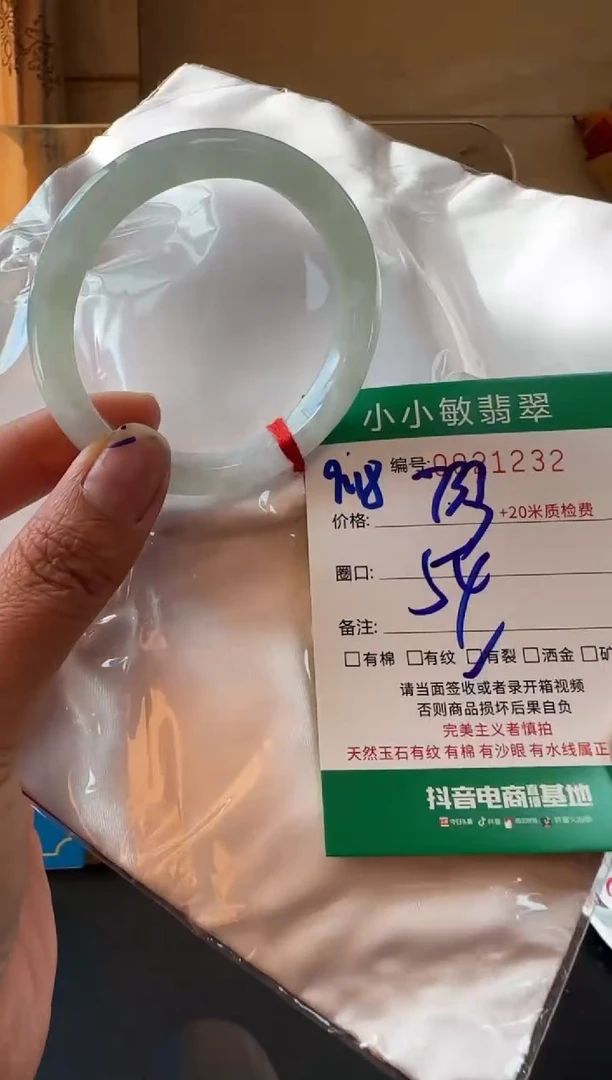 小小敏翡翠
编号:0021232
价格: +20米质检费
圈口: 54
备注:
□有棉 □有纹 □有裂 □洒金 □矿
请当面签收或者录开箱视频
否则商品损坏后果自负
完美主义者慎拍
天然玉石有纹有棉有沙眼有水线属正
抖音电商直播基地